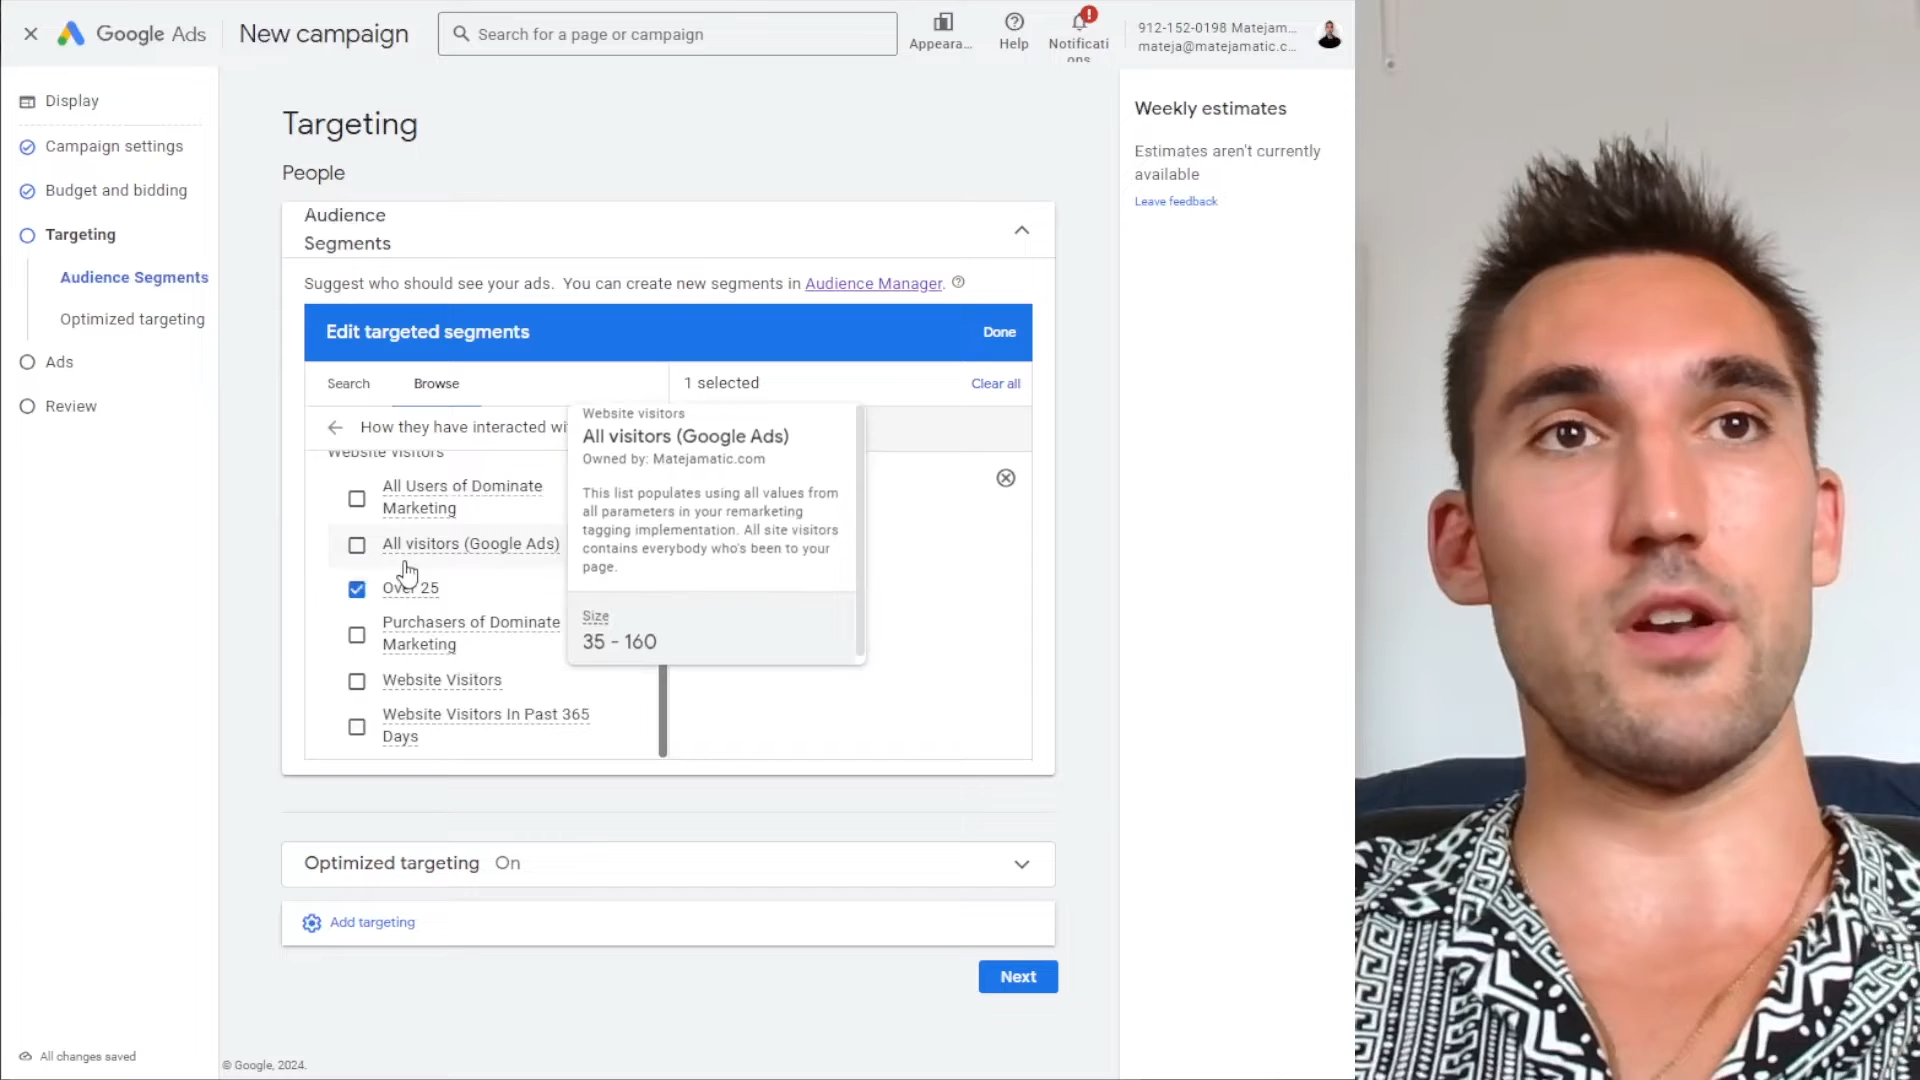 Google Ads
New campaign
Search for a page or campaign
Appeara...
Help
Notificati
ons
!
912-152-0198 Matejam...
mateja@matejamatic.c...
Display
Campaign settings
Budget and bidding
Targeting
Audience Segments
Optimized targeting
Ads
Review
All changes saved
Targeting
People
Audience
Segments
Suggest who should see your ads. You can create new segments in Audience Manager.
Edit targeted segments
Done
Search
Browse
1 selected
Clear all
How they have interacted wi
Website visitors
All Users of Dominate
Marketing
All visitors (Google Ads)
Over 25
Purchasers of Dominate
Marketing
Website Visitors
Website Visitors In Past 365
Days
Website visitors
All visitors (Google Ads)
Owned by: Matejamatic.com
This list populates using all values from
all parameters in your remarketing
tagging implementation. All site visitors
contains everybody who's been to your
page.
Size
35 - 160
Optimized targeting On
Add targeting
Next
© Google, 2024.
Weekly estimates
Estimates aren't currently
available
Leave feedback